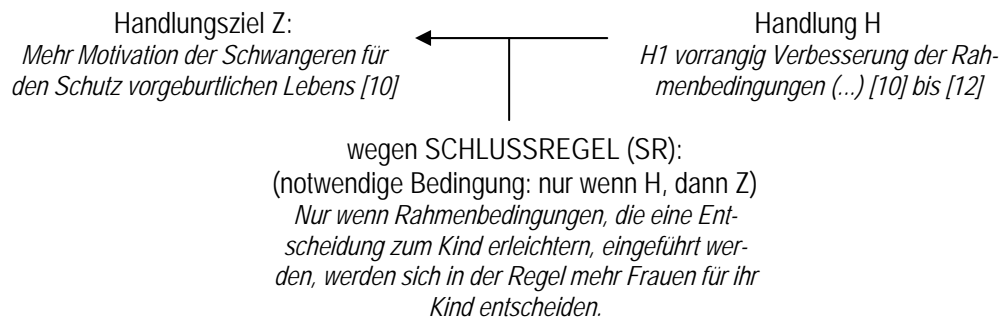 Handlungsziel Z:
Mehr Motivation der Schwangeren für
den Schutz vorgeburtlichen Lebens [10]
Handlung H
H1 vorrangig Verbesserung der Rah-
menbedingungen (...) [10] bis [12]
wegen SCHLUSSREGEL (SR):
(notwendige Bedingung: nur wenn H, dann Z)
Nur wenn Rahmenbedingungen, die eine Ent-
scheidung zum Kind erleichtern, eingeführt wer-
den, werden sich in der Regel mehr Frauen für ihr
Kind entscheiden.